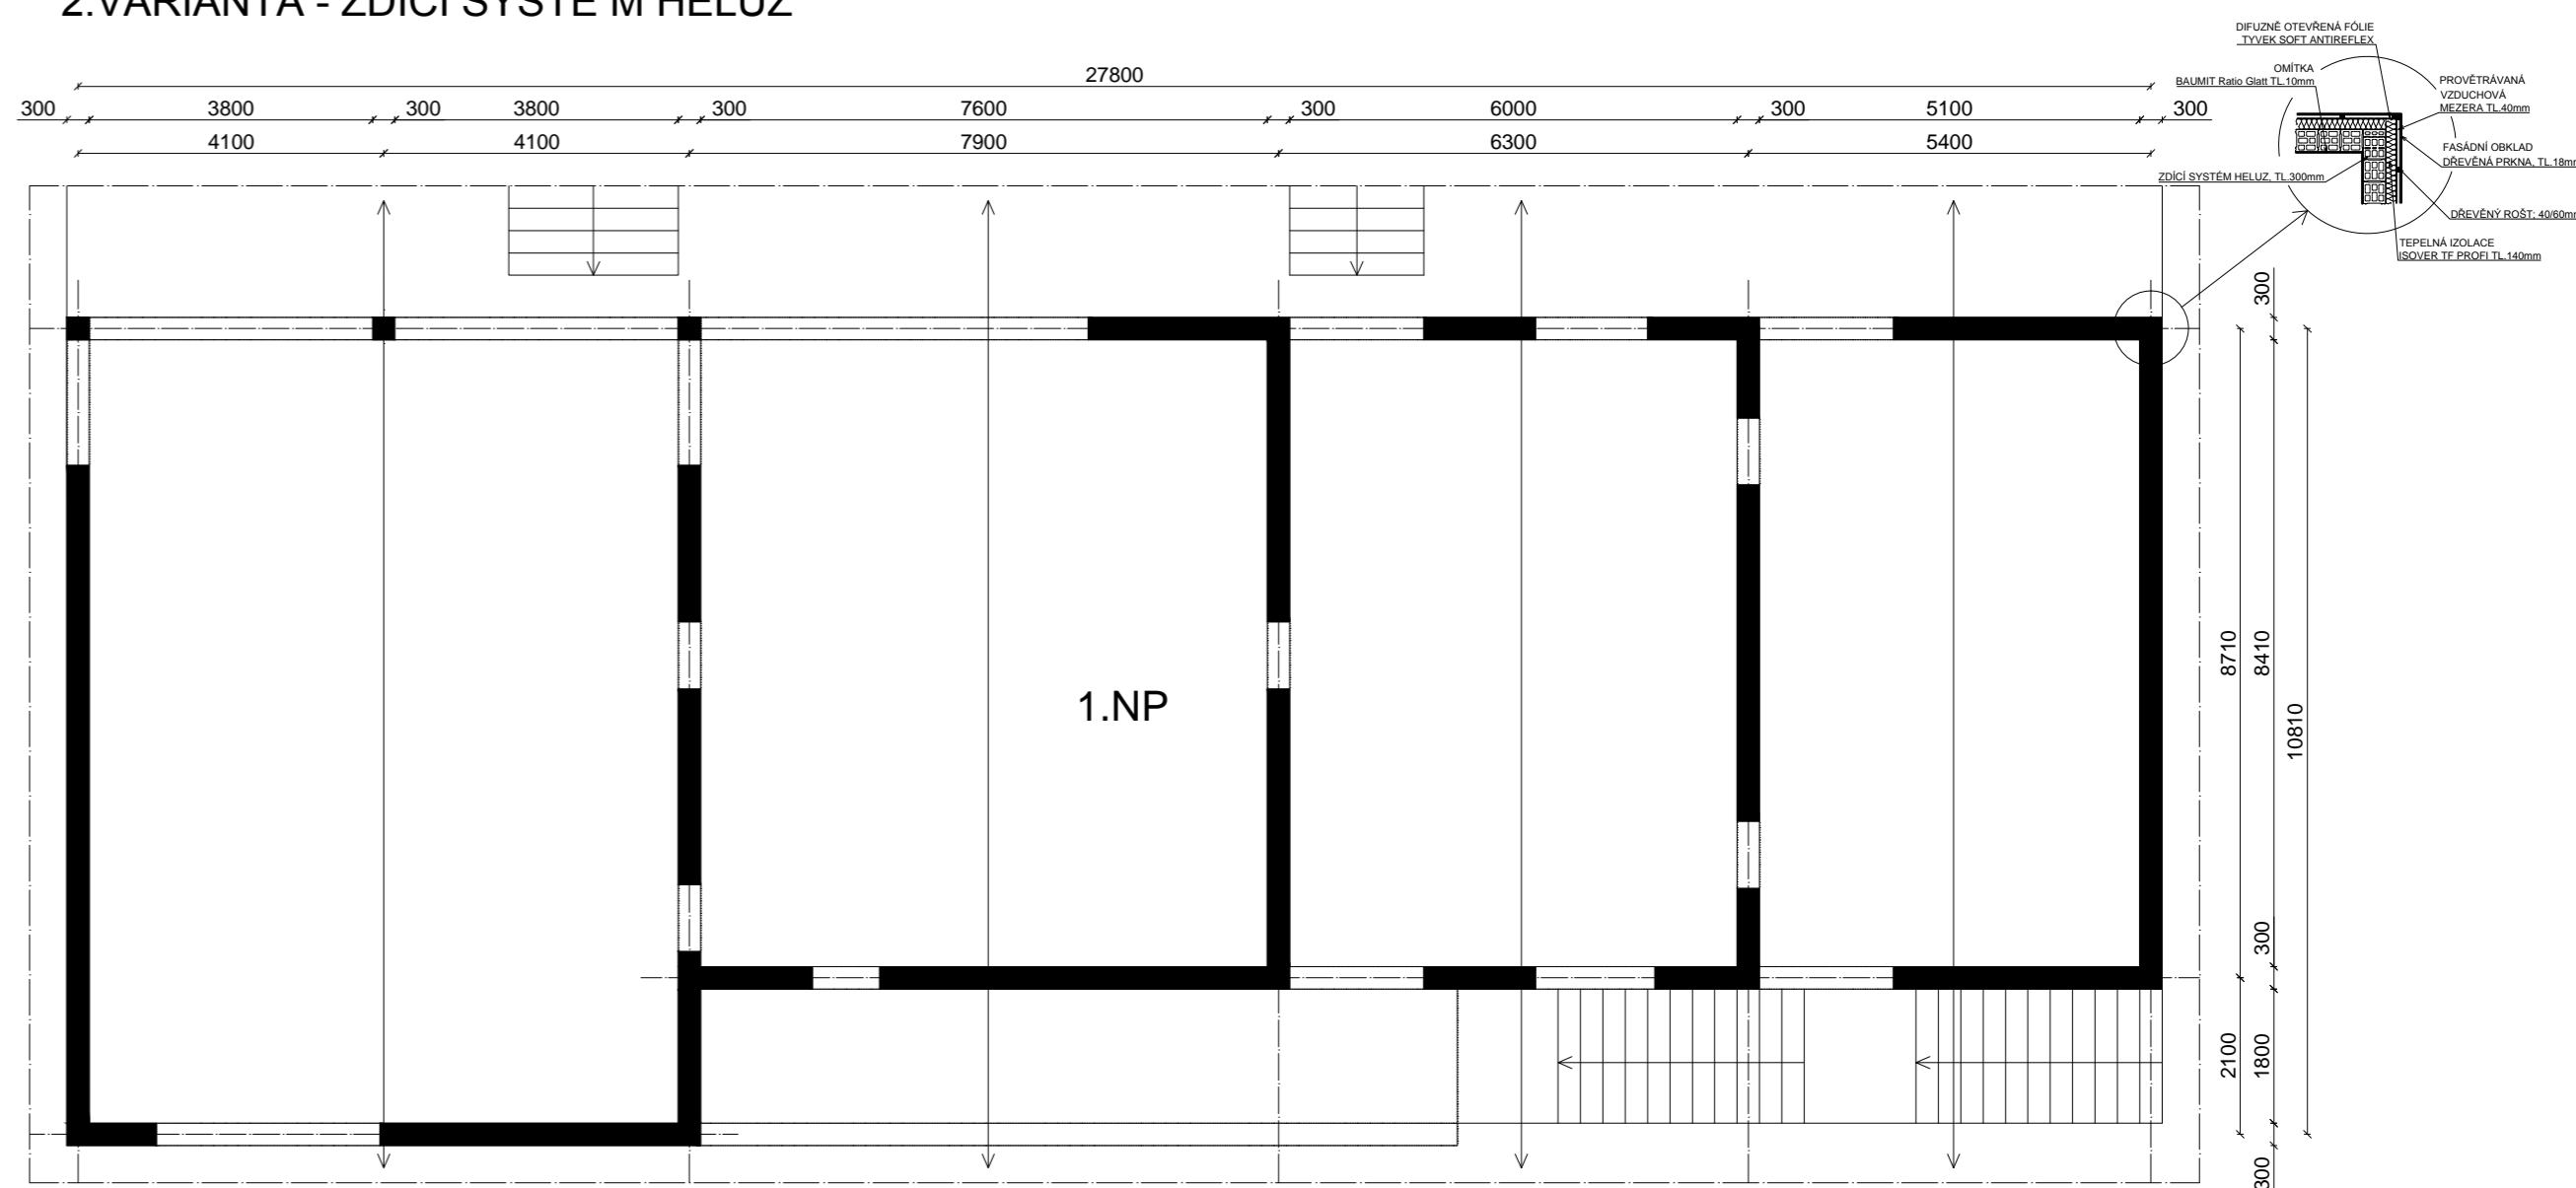 2.VARIANTA - ZDÍCÍ SYSTÉ M HELUZ
DIFUZNĚ OTEVŘENÁ FÓLIE
TYVEK SOFT ANTIREFLEX
OMÍTKA
BAUMIT Ratio Glatt TL.10mm
PROVĚTRÁVANÁ
VZDUCHOVÁ
MEZERA TL.40mm
FASÁDNÍ OBKLAD
DŘEVĚNÁ PRKNA, TL.18mm
ZDÍCÍ SYSTÉM HELUZ, TL.300mm
DŘEVĚNÝ ROŠT; 40/60mm
TEPELNÁ IZOLACE
ISOVER TF PROFI TL.140mm
27800
300 3800 300 3800 300 7600 300 6000 300 5100 300
4100 4100 7900 6300 5400
1.NP
300
8710
8410
10810
300
2100
1800
300